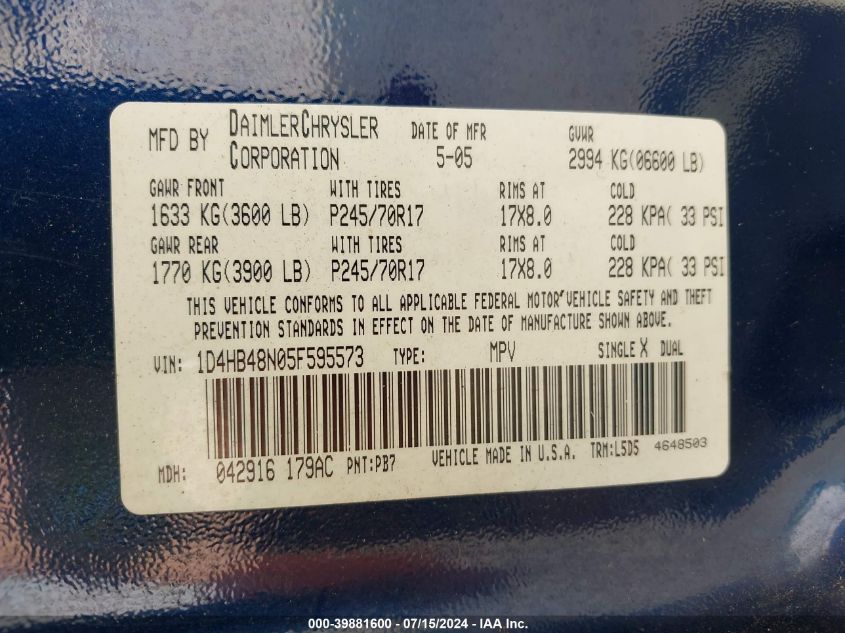 MFD BY DAIMLERCHRYSLER CORPORATION DATE OF MFR 5-05 GVWR 2994 KG(06600 LB)
GAWR FRONT WITH TIRES RIMS AT COLD
1633 KG(3600 LB) P245/70R17 17X8.0 228 KPA( 33 PSI
GAWR REAR WITH TIRES RIMS AT COLD
1770 KG(3900 LB) P245/70R17 17X8.0 228 KPA( 33 PSI
THIS VEHICLE CONFORMS TO ALL APPLICABLE FEDERAL MOTOR VEHICLE SAFETY AND THEFT
PREVENTION STANDARDS IN EFFECT ON THE DATE OF MANUFACTURE SHOWN ABOVE.
VIN: 1D4HB48N05F595573 TYPE: MPV SINGLE X DUAL
MDH: 042916 179AC PNT:PB7 VEHICLE MADE IN U.S.A. TRM:L5D5 4648503
000-39881600 - 07/15/2024 - IAA Inc.